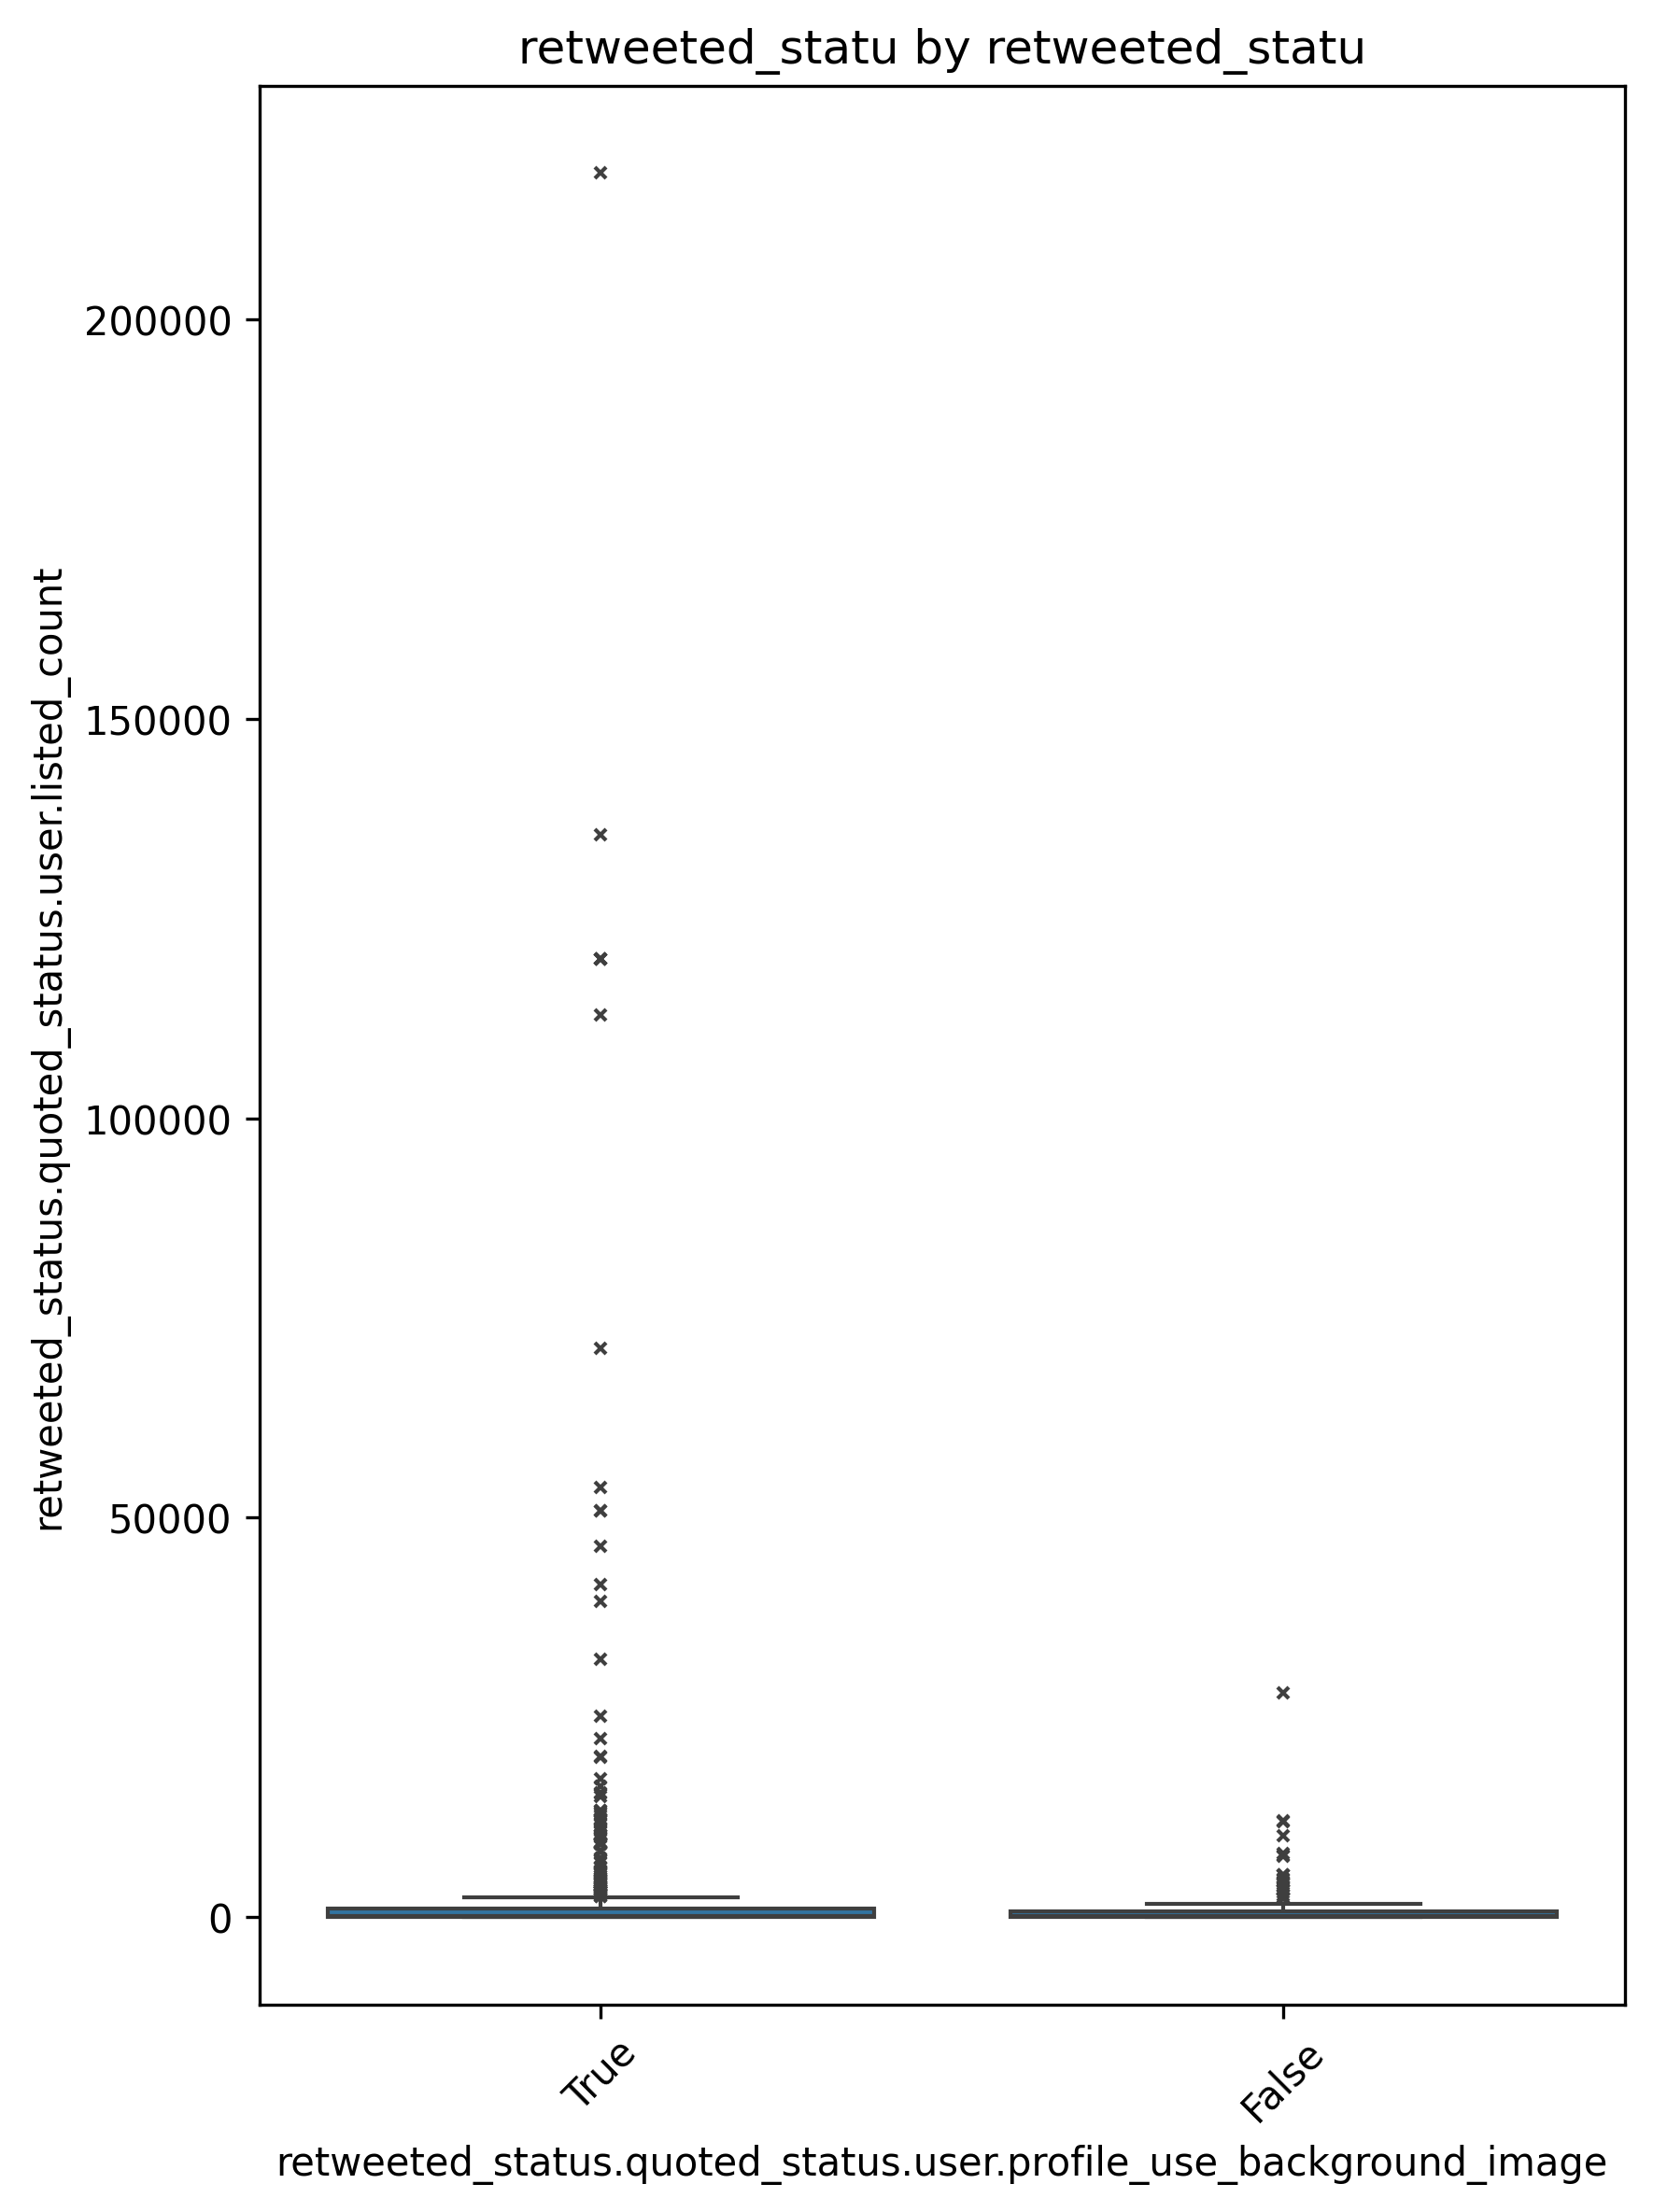 retweeted_statu by retweeted_statu
retweeted_status.quoted_status.user.listed_count
200000
150000
100000
50000
0
True
False
retweeted_status.quoted_status.user.profile_use_background_image